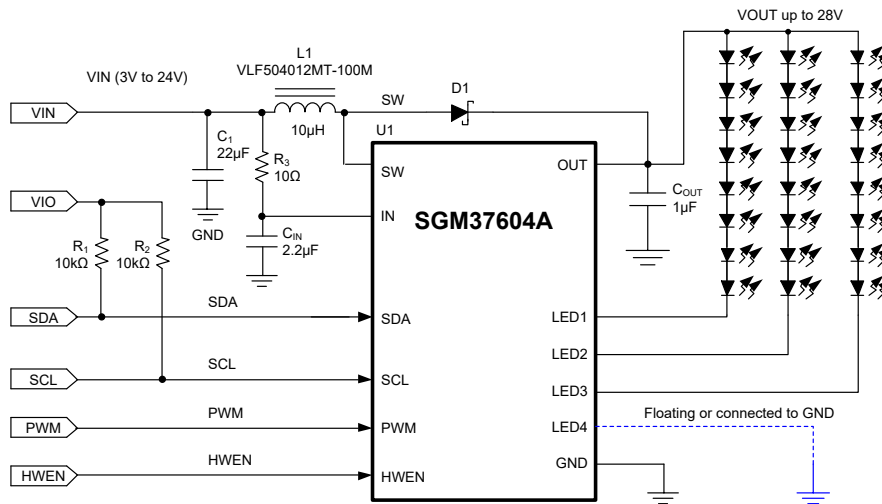 VOUT up to 28V
L1
VLF504012MT-100M
VIN (3V to 24V)
D1
SW
VIN
10μH
U1
C1
22μF
R3
10Ω
SW
OUT
COUT
1μF
VIO
IN
SGM37604A
GND
CIN
2.2μF
R1
10kΩ
R2
10kΩ
SDA
SDA
SDA
LED1
LED2
SCL
SCL
SCL
LED3
Floating or connected to GND
PWM
PWM
PWM
LED4
GND
HWEN
HWEN
HWEN